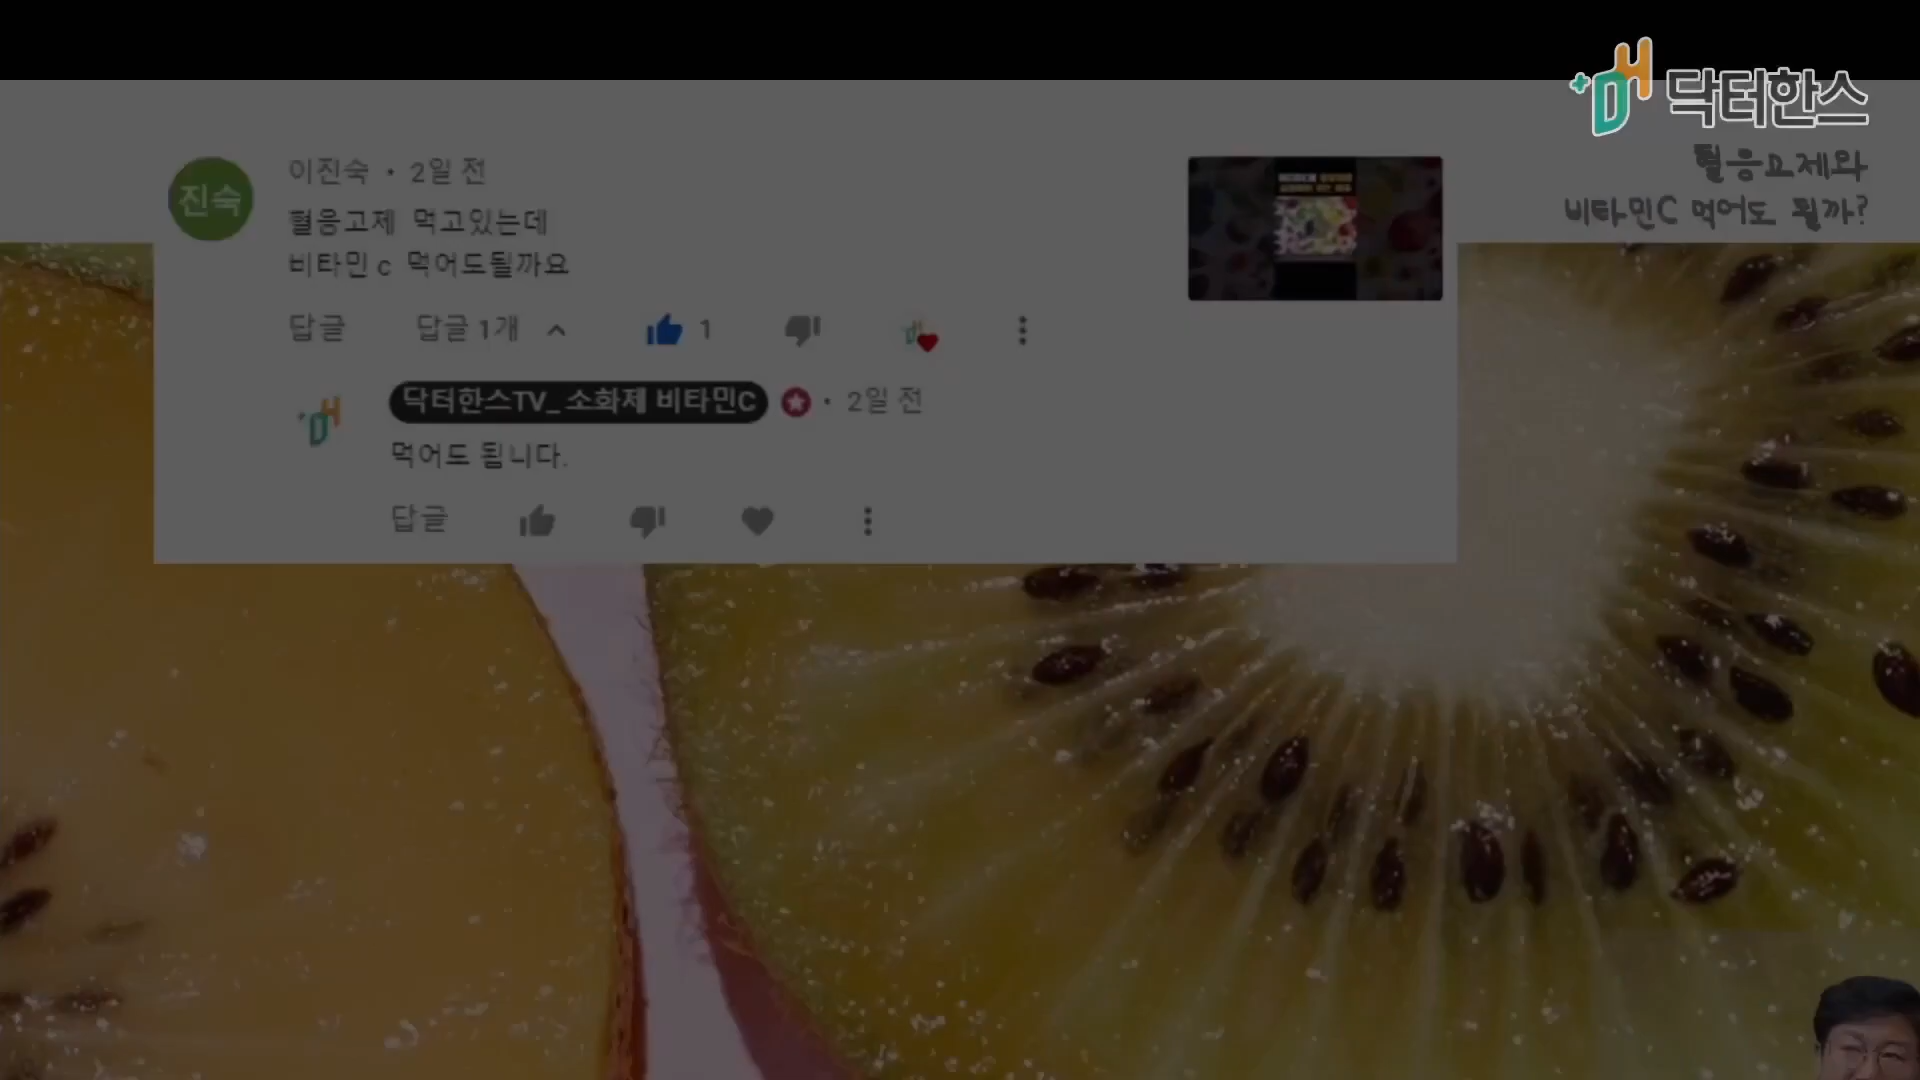 닥터한스
혈응고제와
비타민C 먹어도 될까?
진숙
이진숙 • 2일 전
혈응고제 먹고있는데
비타민 c 먹어도될까요
답글 답글 1개 1
닥터한스TV_ 소화제 비타민C • 2일 전
먹어도 됩니다.
답글